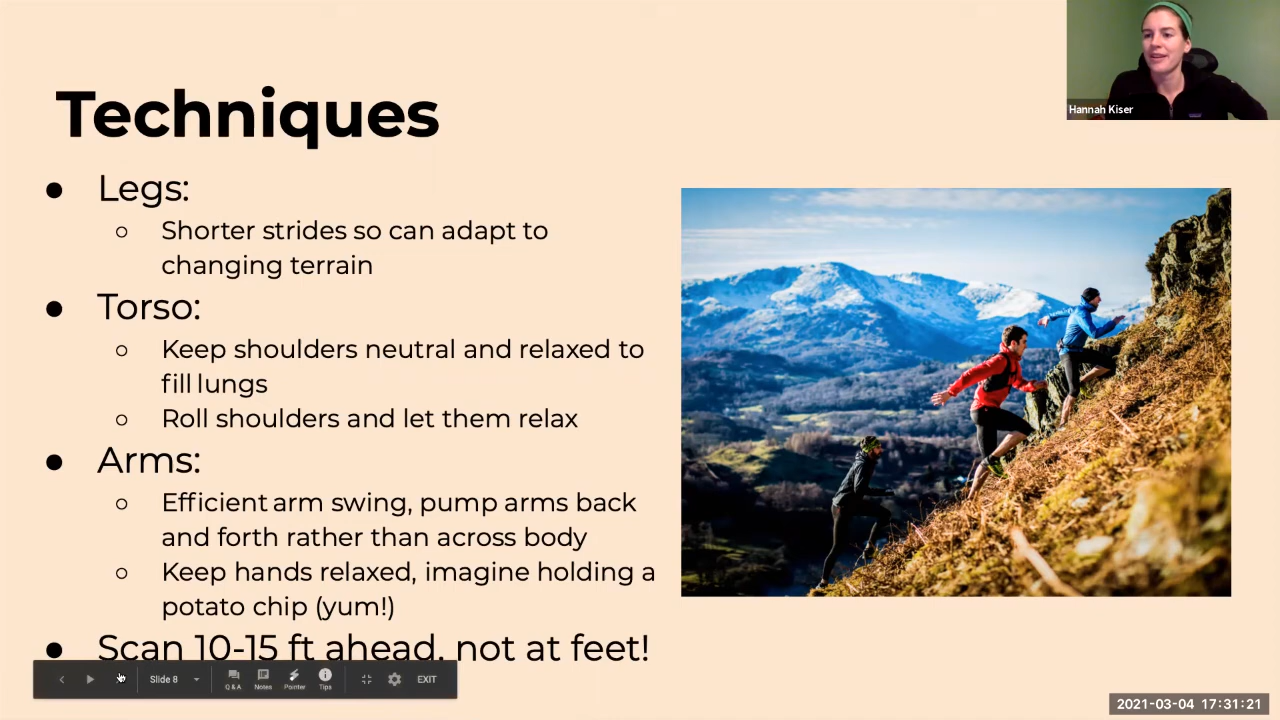 Hannah Kiser
Techniques
● Legs:
○ Shorter strides so can adapt to
changing terrain
● Torso:
○ Keep shoulders neutral and relaxed to
fill lungs
○ Roll shoulders and let them relax
● Arms:
○ Efficient arm swing, pump arms back
and forth rather than across body
○ Keep hands relaxed, imagine holding a
potato chip (yum!)
● Scan 10-15 ft ahead, not at feet!
Slide 8
Q & A
Notes
Pointer
Tips
EXIT
2021-03-04 17:31:21